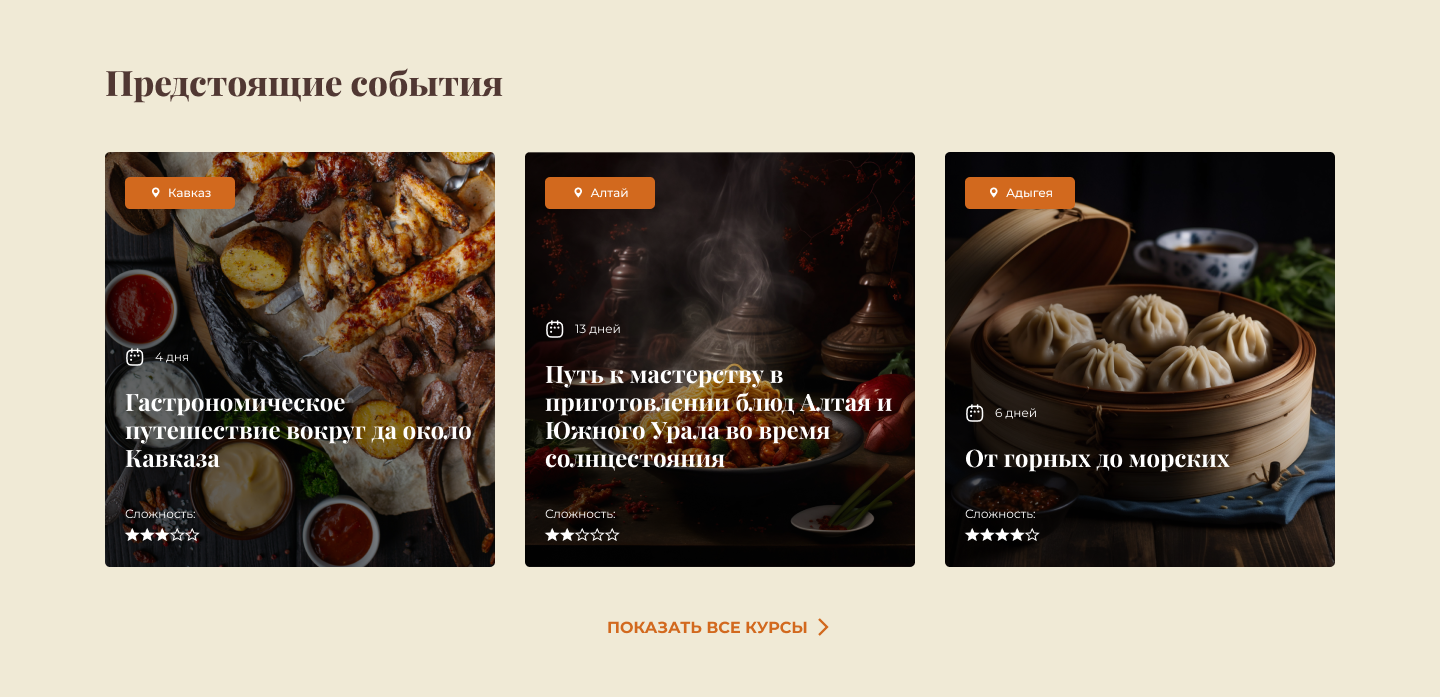 Предстоящие события
Кавказ
4 дня
Гастрономическое
путешествие вокруг да около
Кавказа
Сложность:
Алтай
13 дней
Путь к мастерству в
приготовлении блюд Алтая и
Южного Урала во время
солнцестояния
Сложность:
Адыгея
6 дней
От горных до морских
Сложность:
ПОКАЗАТЬ ВСЕ КУРСЫ